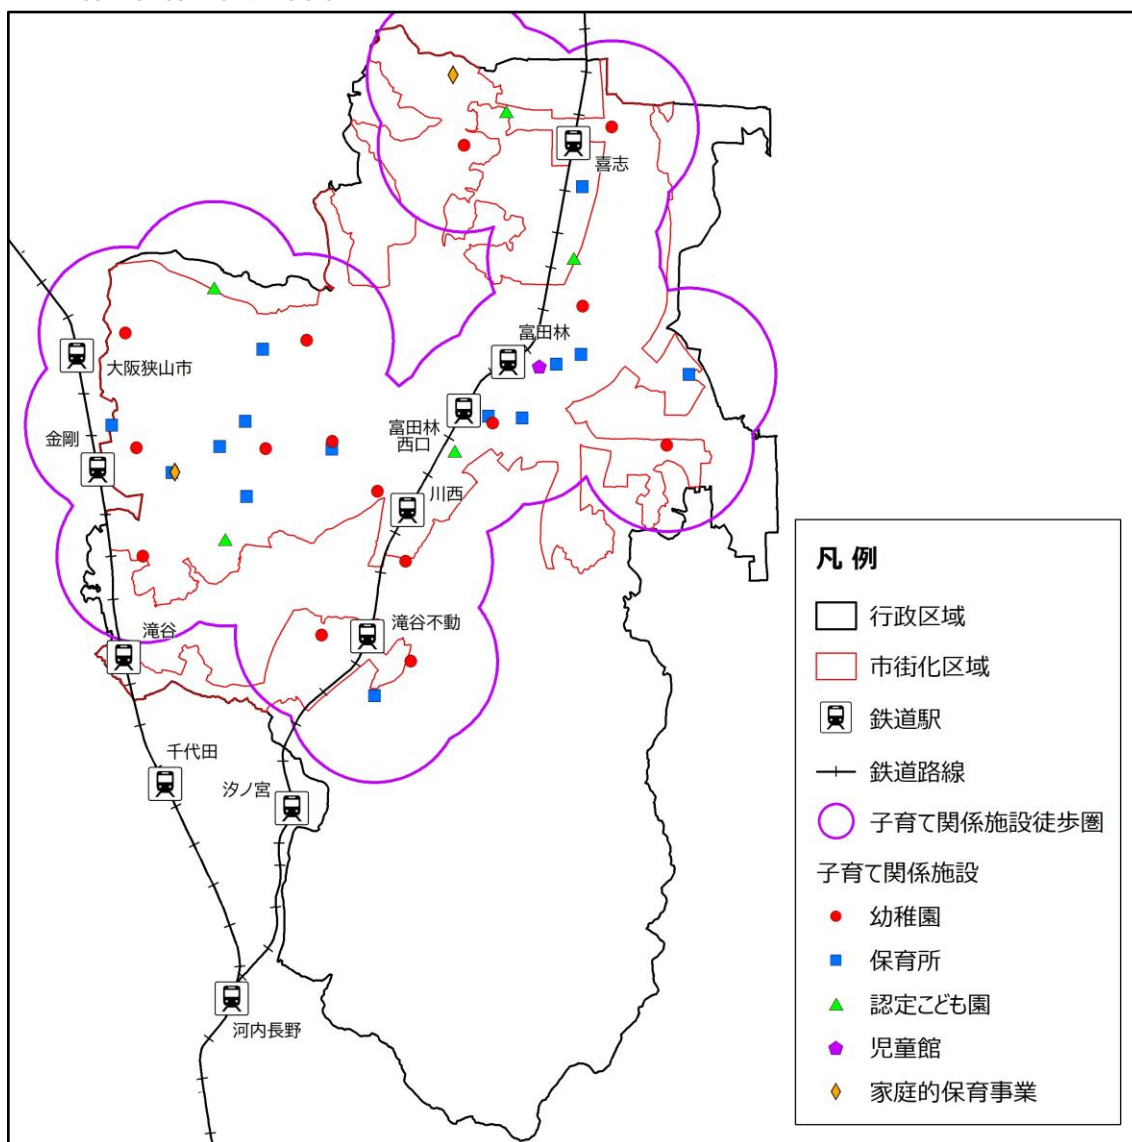 喜志
富田林
大阪狭山市
金剛
富田林
西口
川西
滝谷不動
滝谷
千代田
汐ノ宮
河内長野
凡 例
行政区域
市街化区域
鉄道駅
鉄道路線
子育て関係施設徒歩圏
子育て関係施設
幼稚園
保育所
認定こども園
児童館
家庭的保育事業